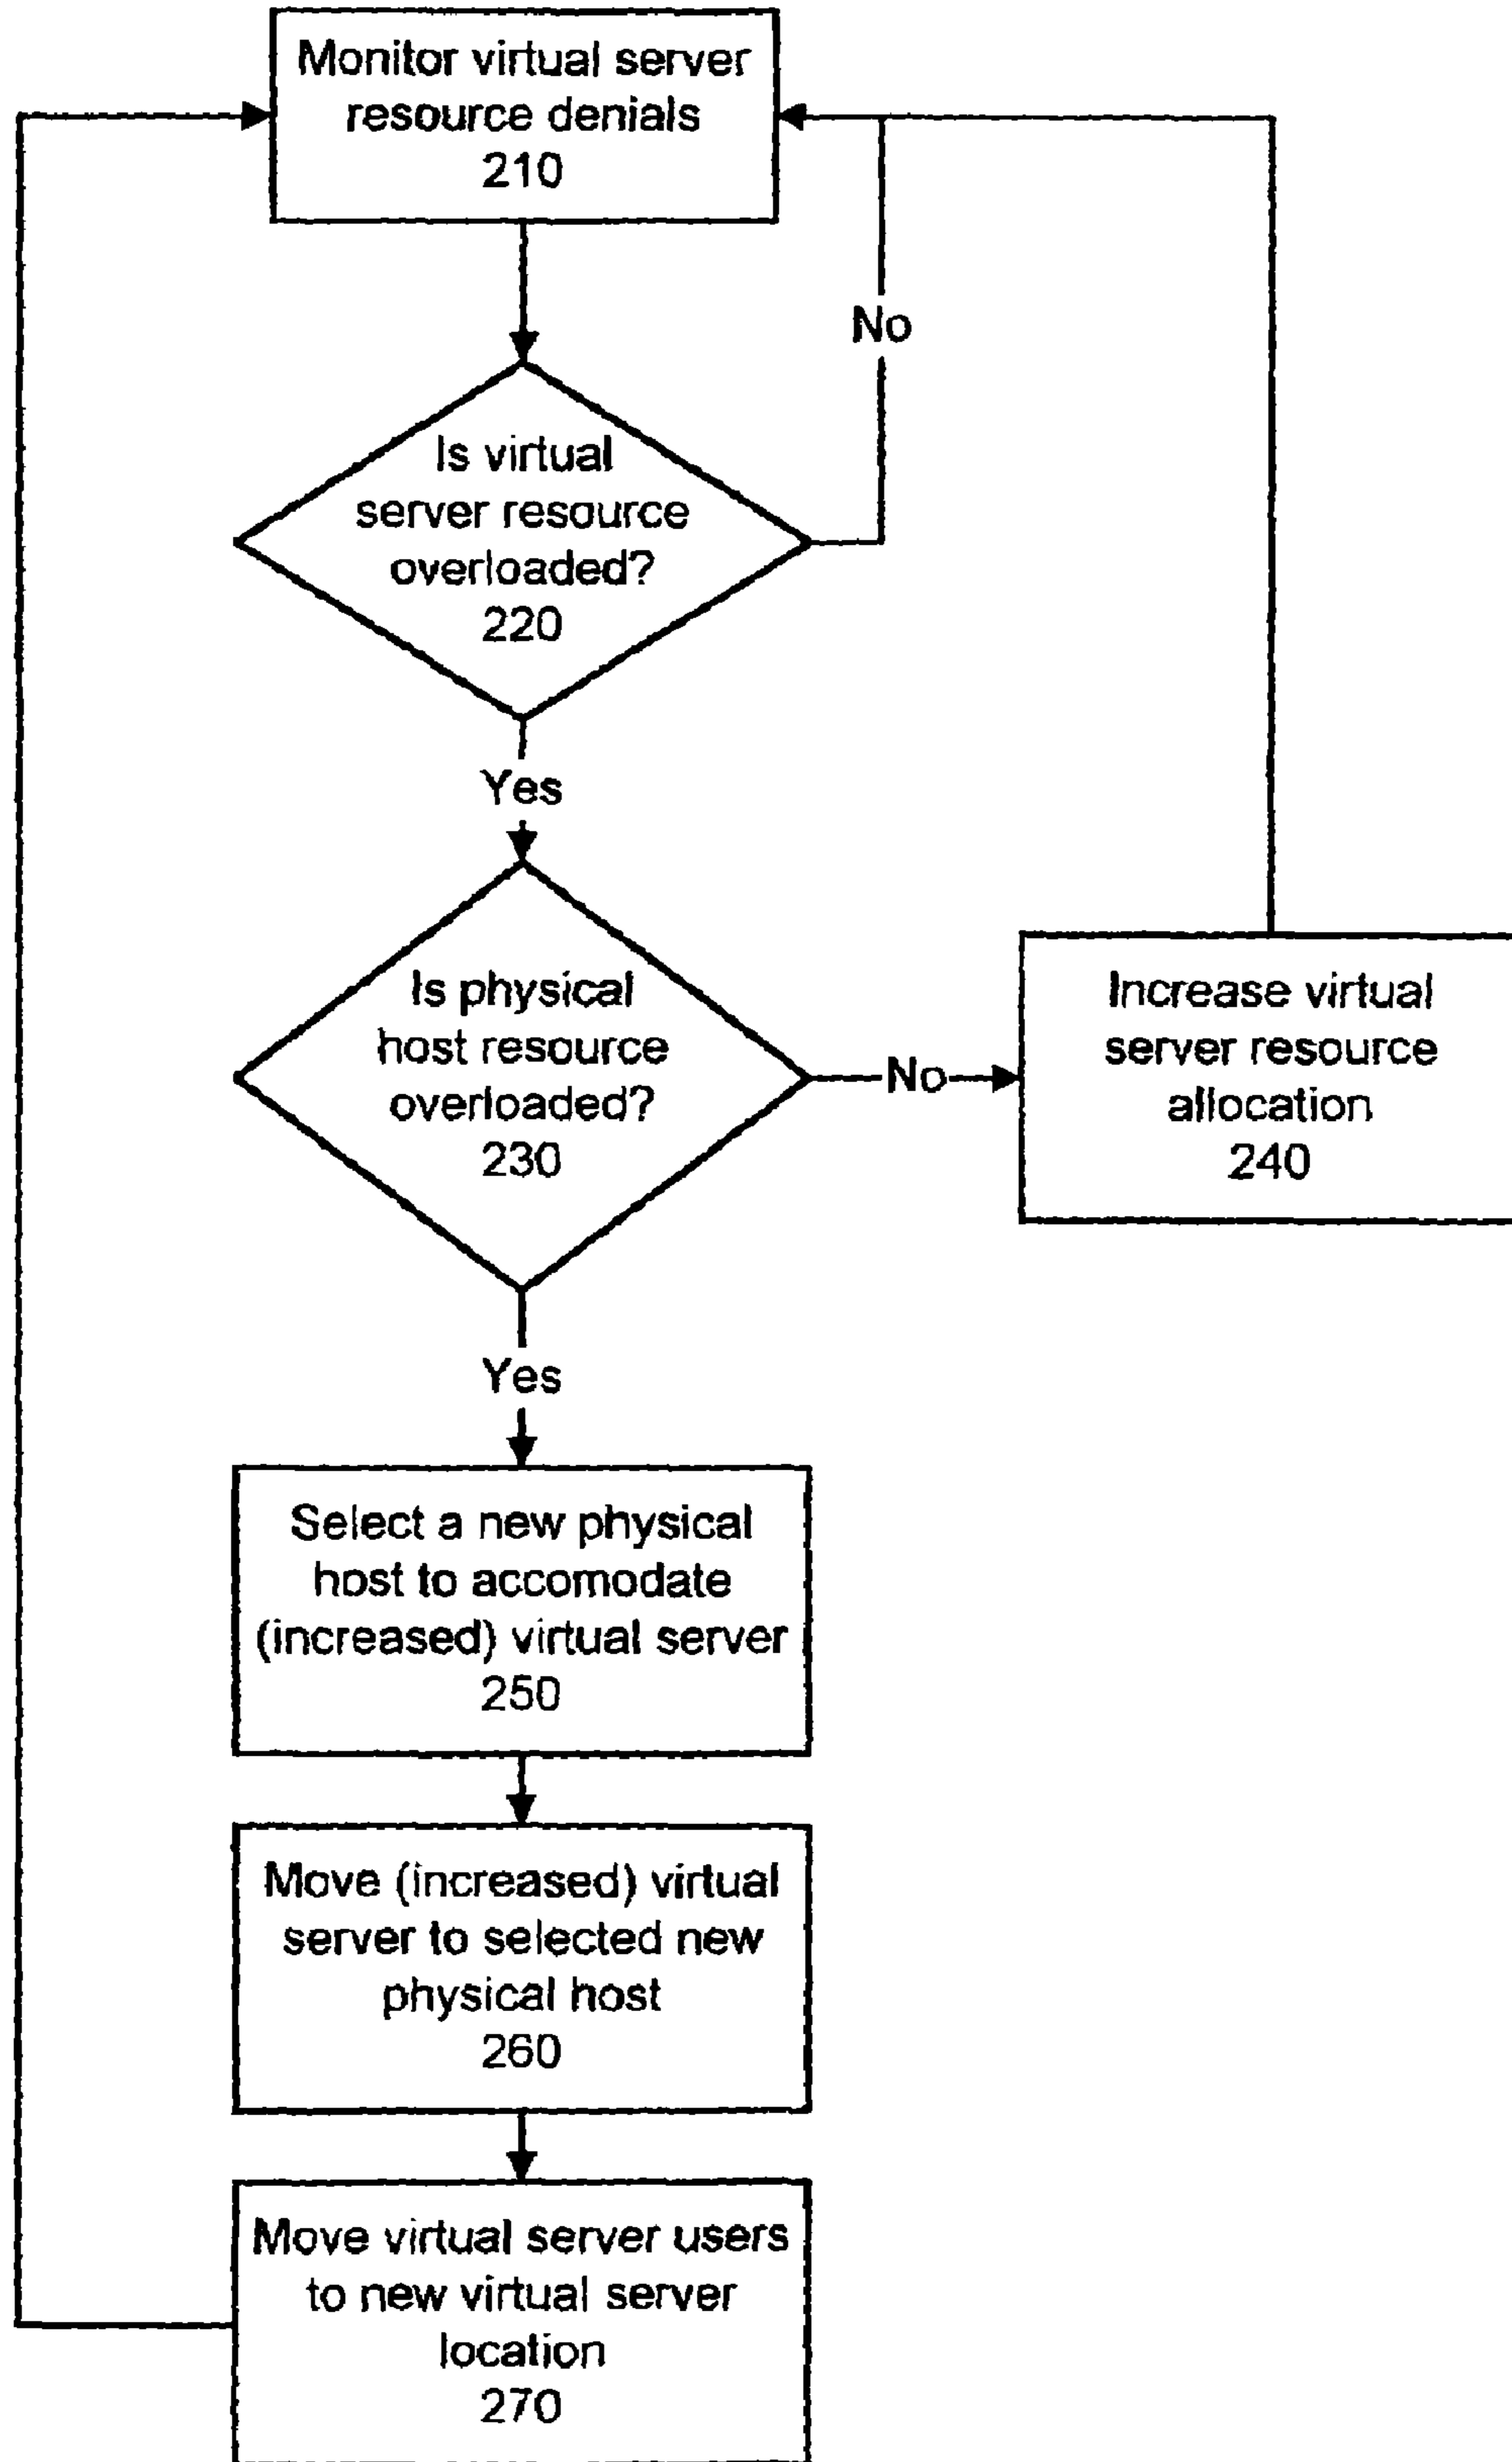 Monitor virtual server
resource denials
210
Is virtual
server resource
overloaded?
220
No
Yes
Is physical
host resource
overloaded?
230
No
Increase virtual
server resource
allocation
240
Yes
Select a new physical
host to accomodate
(increased) virtual server
250
Move (increased) virtual
server to selected new
physical host
260
Move virtual server users
to new virtual server
location
270